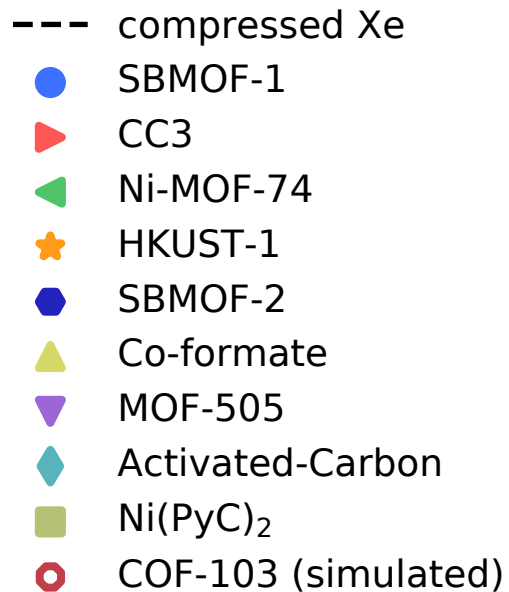 compressed Xe
SBMOF-1
CC3
Ni-MOF-74
HKUST-1
SBMOF-2
Co-formate
MOF-505
Activated-Carbon
Ni(PyC)₂
COF-103 (simulated)